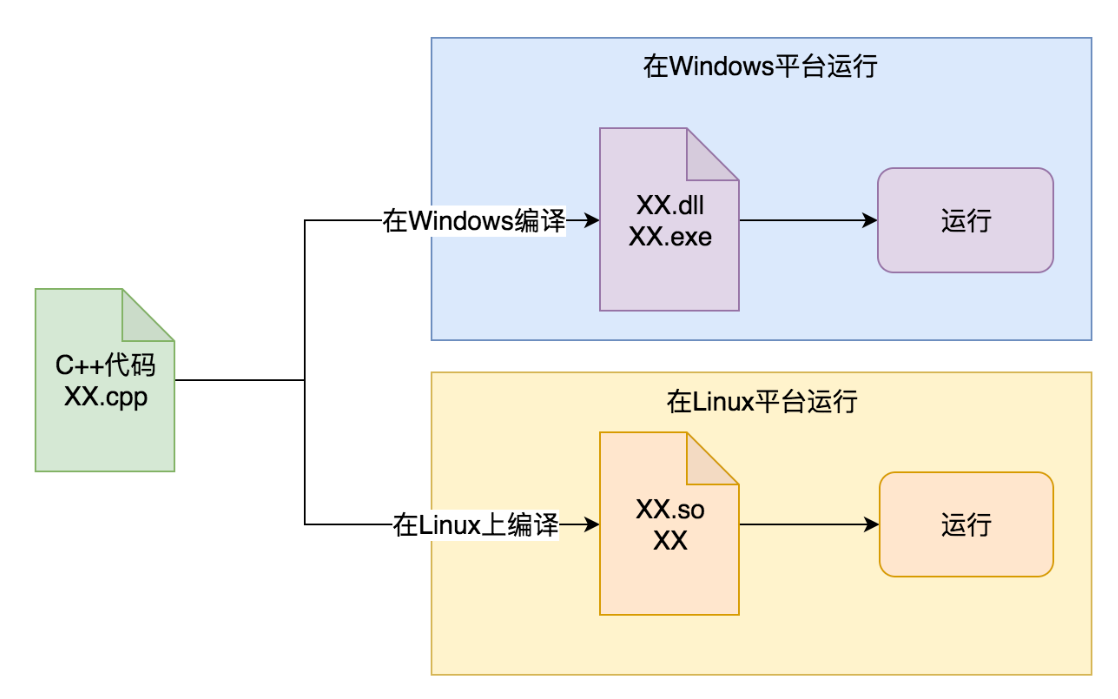 在Windows平台运行
在Windows编译
XX.dll
XX.exe
运行
C++代码
XX.cpp
在Linux平台运行
在Linux上编译
XX.so
XX
运行